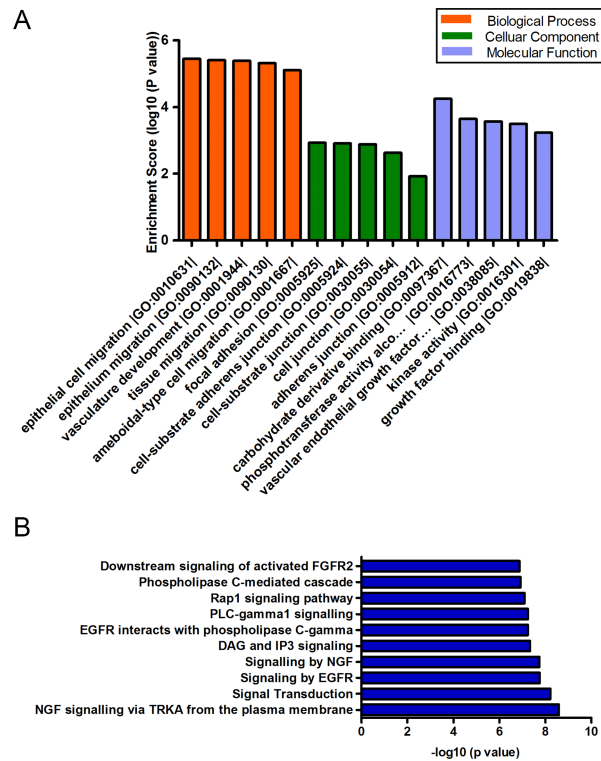 A
Biological Process
Celluar Component
Molecular Function
Enrichment Score (log10 (P value))
6
4
2
0
epithelial cell migration |GO:0010631|
epithelium migration |GO:0090132|
vasculature development |GO:0001944|
tissue migration |GO:0090130|
ameboidal-type cell migration |GO:0001667|
focal adhesion |GO:0005925|
cell-substrate adherens junction |GO:0005924|
cell-substrate junction |GO:0030055|
cell junction |GO:0030054|
adherens junction |GO:0005912|
carbohydrate derivative binding |GO:0097367|
phosphotransferase activity alco… |GO:0016773|
vascular endothelial growth factor… |GO:0038085|
kinase activity |GO:0016301|
growth factor binding |GO:0019838|
B
Downstream signaling of activated FGFR2
Phospholipase C-mediated cascade
Rap1 signaling pathway
PLC-gamma1 signalling
EGFR interacts with phospholipase C-gamma
DAG and IP3 signaling
Signalling by NGF
Signaling by EGFR
Signal Transduction
NGF signalling via TRKA from the plasma membrane
0 2 4 6 8 10
-log10 (p value)